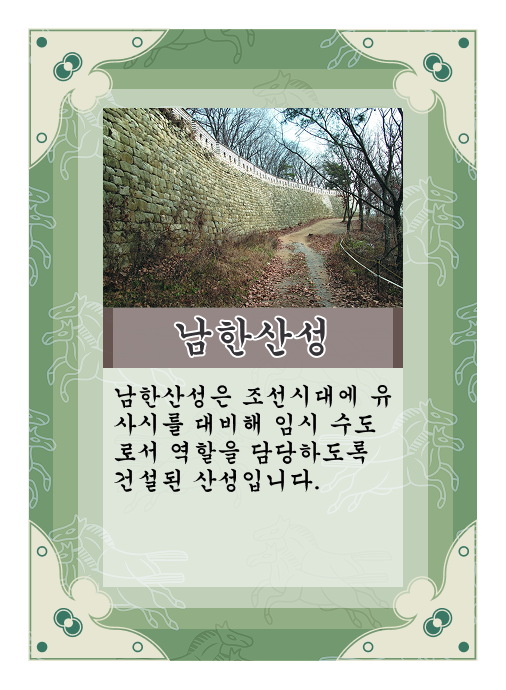 남한산성
남한산성은 조선시대에 유
사시를 대비해 임시 수도
로서 역할을 담당하도록
건설된 산성입니다.